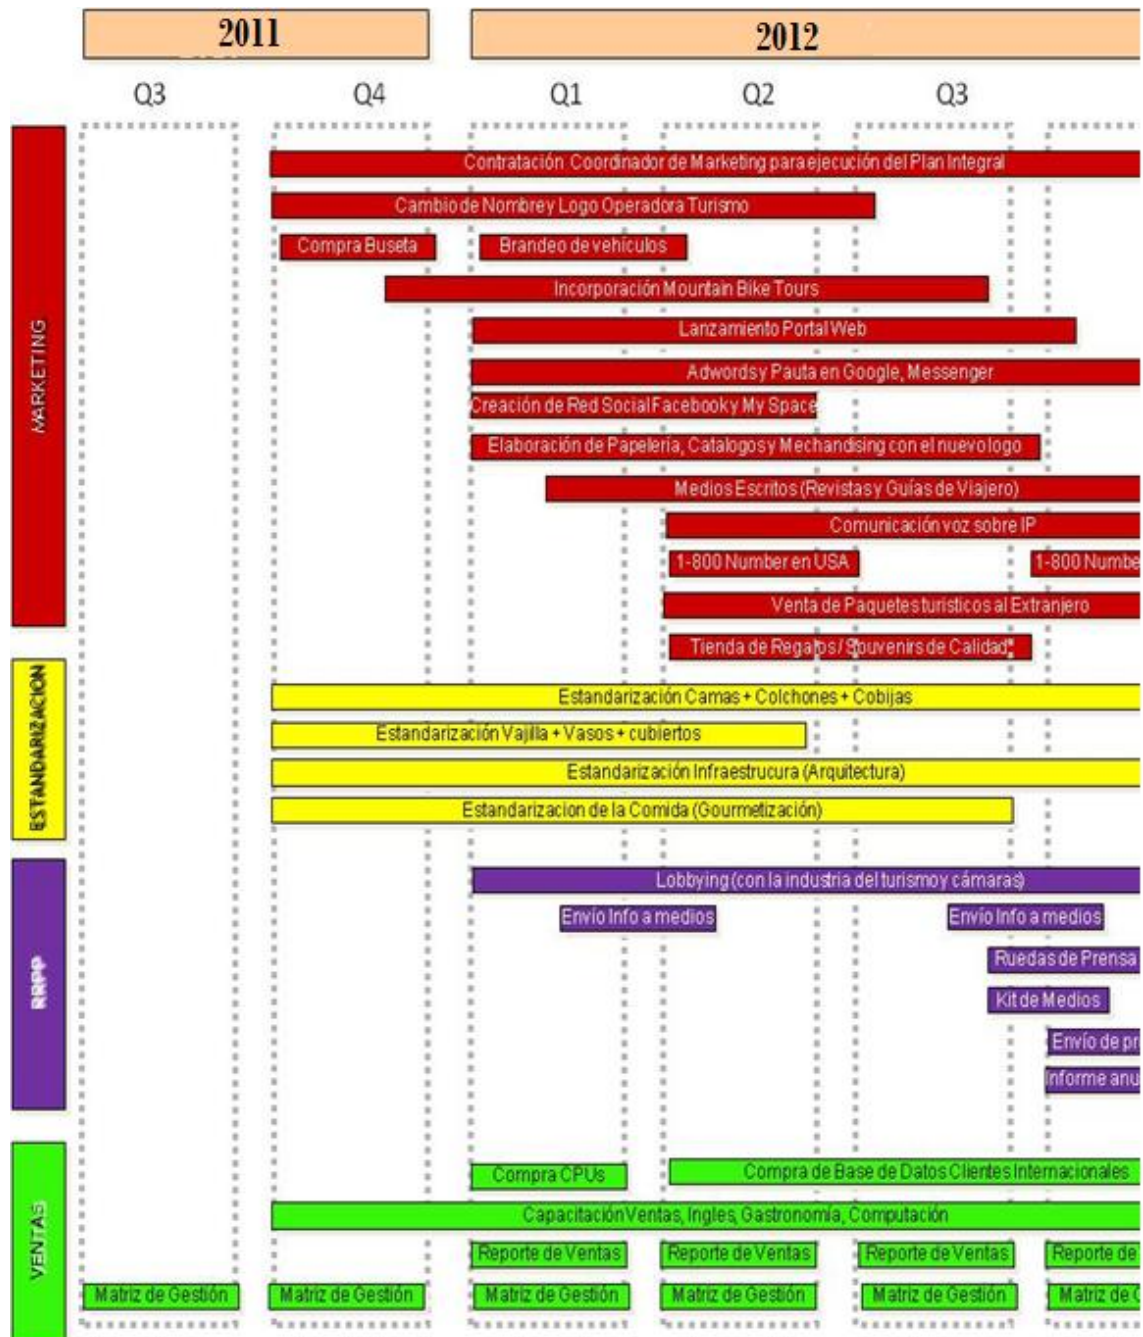 2011
2012
Q3
Q4
Q1
Q2
Q3
MARKETING
Contratación Coordinador de Marketing para ejecución del Plan Integral
Cambio de Nombre y Logo Operadora Turismo
Compra Buseta
Brandeo de vehículos
Incorporación Mountain Bike Tours
Lanzamiento Portal Web
Adwords y Pauta en Google, Messenger
Creación de Red Social Facebook y My Space
Elaboración de Papeleria, Catalogos y Mechandising con el nuevo logo
Medios Escritos (Revistas y Guías de Viajero)
Comunicación voz sobre IP
1-800 Number en USA
1-800 Numbe
Venta de Paquetes turisticos al Extranjero
Tienda de Regalos / Souvenirs de Calidad
ESTANDARIZACION
Estandarización Camas + Colchones + Cobijas
Estandarización Vajilla + Vasos + cubiertos
Estandarización Infraestrucura (Arquitectura)
Estandarizacion de la Comida (Gourmetización)
RRPP
Lobbying (con la industria del turismo y cámaras)
Envío Info a medios
Envío Info a medios
Ruedas de Prensa
Kit de Medios
Envío de pr
Informe anu
VENTAS
Compra CPUs
Compra de Base de Datos Clientes Internacionales
Capacitación Ventas, Ingles, Gastronomía, Computación
Reporte de Ventas
Reporte de Ventas
Reporte de Ventas
Reporte de
Matriz de Gestión
Matriz de Gestión
Matriz de Gestión
Matriz de Gestión
Matriz de Gestión
Matriz de